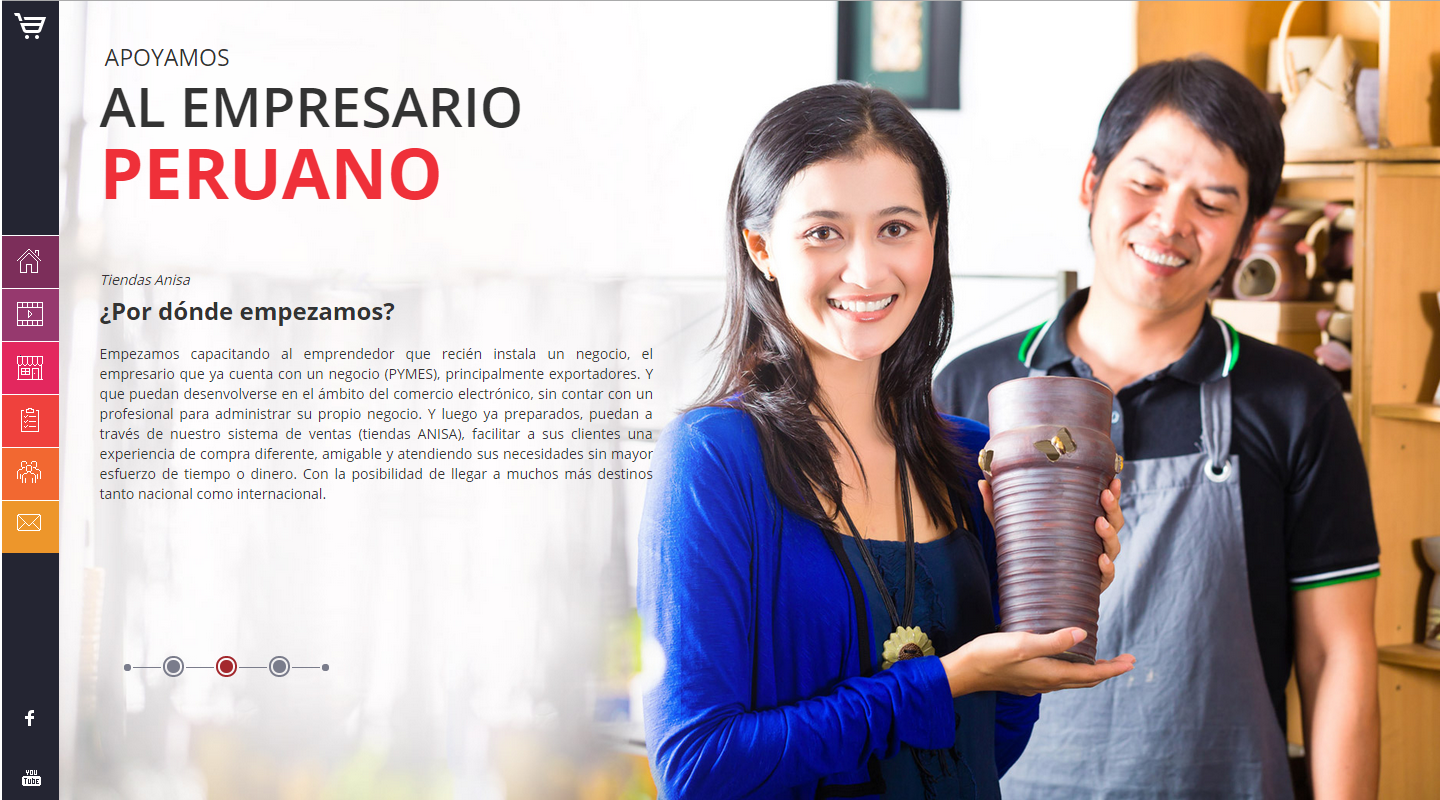 APOYAMOS
AL EMPRESARIO
PERUANO
Tiendas Anisa
¿Por dónde empezamos?
Empezamos capacitando al emprendedor que recién instala un negocio, el
empresario que ya cuenta con un negocio (PYMES), principalmente exportadores. Y
que puedan desenvolverse en el ámbito del comercio electrónico, sin contar con un
profesional para administrar su propio negocio. Y luego ya preparados, puedan a
través de nuestro sistema de ventas (tiendas ANISA), facilitar a sus clientes una
experiencia de compra diferente, amigable y atendiendo sus necesidades sin mayor
esfuerzo de tiempo o dinero. Con la posibilidad de llegar a muchos más destinos
tanto nacional como internacional.
f
You
Tube